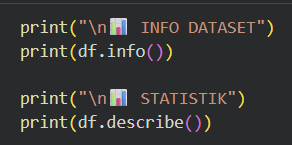 print("\n📊 INFO DATASET")
print(df.info())
print("\n📊 STATISTIK")
print(df.describe())